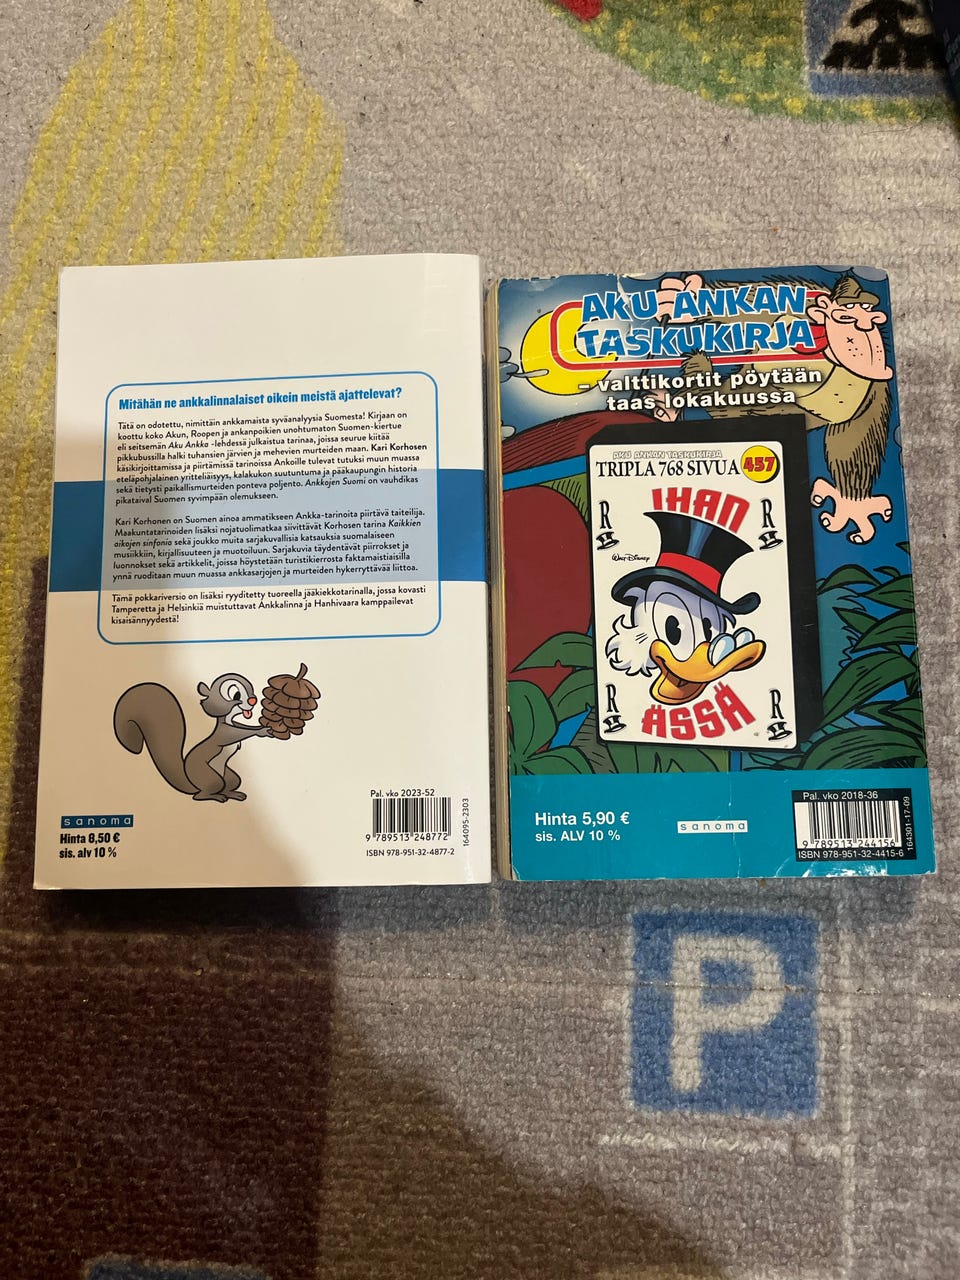 Mitähän ne ankkalinnalaiset oikein meistä ajattelevat?
Tätä on odotettu, nimittäin ankkamaista syväanalyysia Suomesta! Kirjaan on
koottu koko Akun, Roopen ja ankanpoikien unohtumaton Suomen-kiertue
eli seitsemän Aku Ankka -lehdessä julkaistua tarinaa, joissa seurue kiitää
pikkubussilla halki tuhansien järvien ja mehevien murteiden maan. Kari Korhosen
käsikirjoittamissa ja piirtämissä tarinoissa Ankoille tulevat tutuksi muun muassa
eteläpohjalainen yritteliäisyys, kalakukon suutuntuma ja pääkaupungin historia
sekä tietysti paikallismurteiden ponteva poljento. Ankkojen Suomi on vauhdikas
pikataival Suomen syvimpään olemukseen.
Kari Korhonen on Suomen ainoa ammatikseen Ankka-tarinoita piirtävä taiteilija.
Maakuntatarinoiden lisäksi nojatuolimatkaa siivittävät Korhosen tarina Kaikkien
aikojen sinfonia sekä joukko muita sarjakuvallisia katsauksia suomalaiseen
musiikkiin, kirjallisuuteen ja muotoiluun. Sarjakuvia täydentävät piirrokset ja
luonnokset sekä artikkelit, joissa höystetään turistikierrosta faktamaistiaisilla
ynnä ruoditaan muun muassa ankkasarjojen ja murteiden hykerryttävää liittoa.
Tämä pokkariversio on lisäksi ryyditetty tuoreella jääkiekkotarinalla, jossa kovasti
Tamperetta ja Helsinkiä muistuttavat Ankkalinna ja Hanhivaara kamppailevat
kisaisännyydestä!
sanoma
Hinta 8,50 €
sis. alv 10 %
Pal. vko 2023-52
9 789513 248772
ISBN 978-951-32-4877-2
164095-2303
AKU ANKAN
TASKUKIRJA
– valttikortit pöytään
taas lokakuussa
AKU ANKAN TASKUKIRJA
TRIPLA 768 SIVUA
457
IHAN
R
R
Walt Disney
ÄSSÄ
R
R
Hinta 5,90 €
sis. ALV 10 %
sanoma
Pal. vko 2018-36
9 789513 244156
ISBN 978-951-32-4415-6
164301-17-09
P